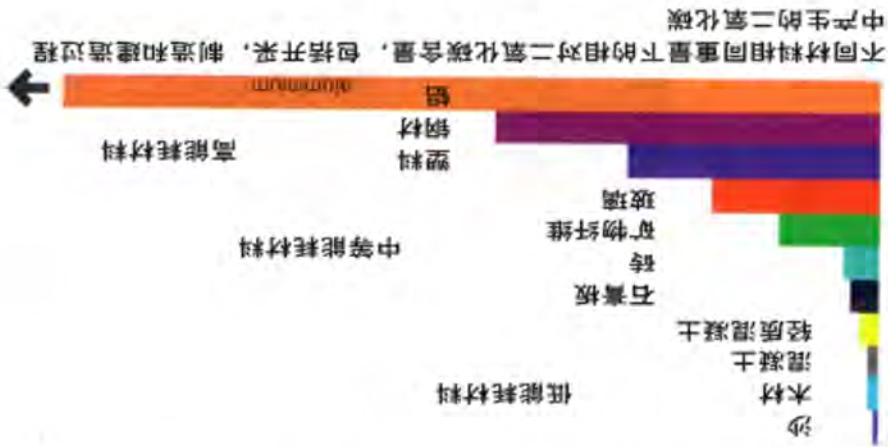 沙
木材
低能耗材料
混凝土
轻质混凝土
石膏板
砖
中等能耗材料
矿物纤维
玻璃
塑料
高能耗材料
钢材
铝
aluminium
不同材料相同重量下的相对二氧化碳含量，包括开采，制造和建造过程
中产生的二氧化碳